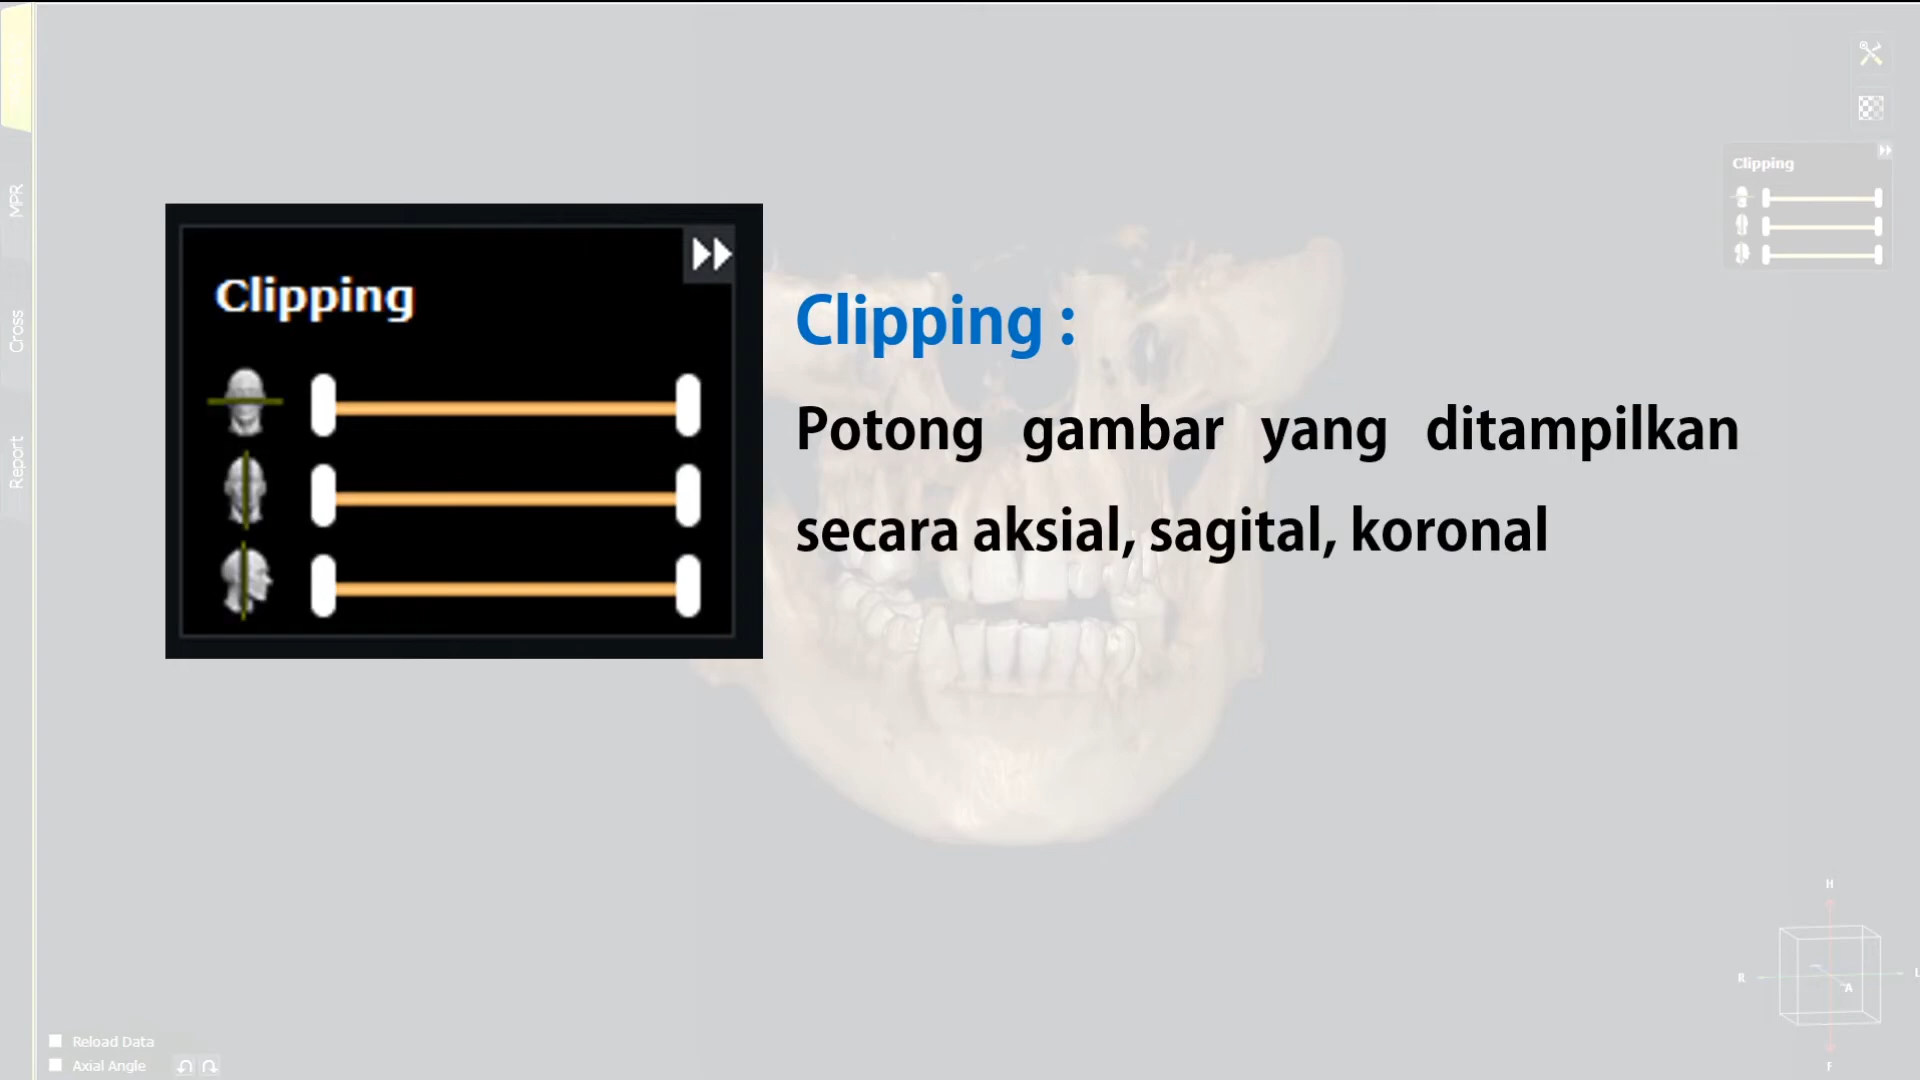 MPR
Cross
Report
Clipping
Clipping :
Potong gambar yang ditampilkan
secara aksial, sagital, koronal
Clipping
H
R
L
A
F
Reload Data
Axial Angle